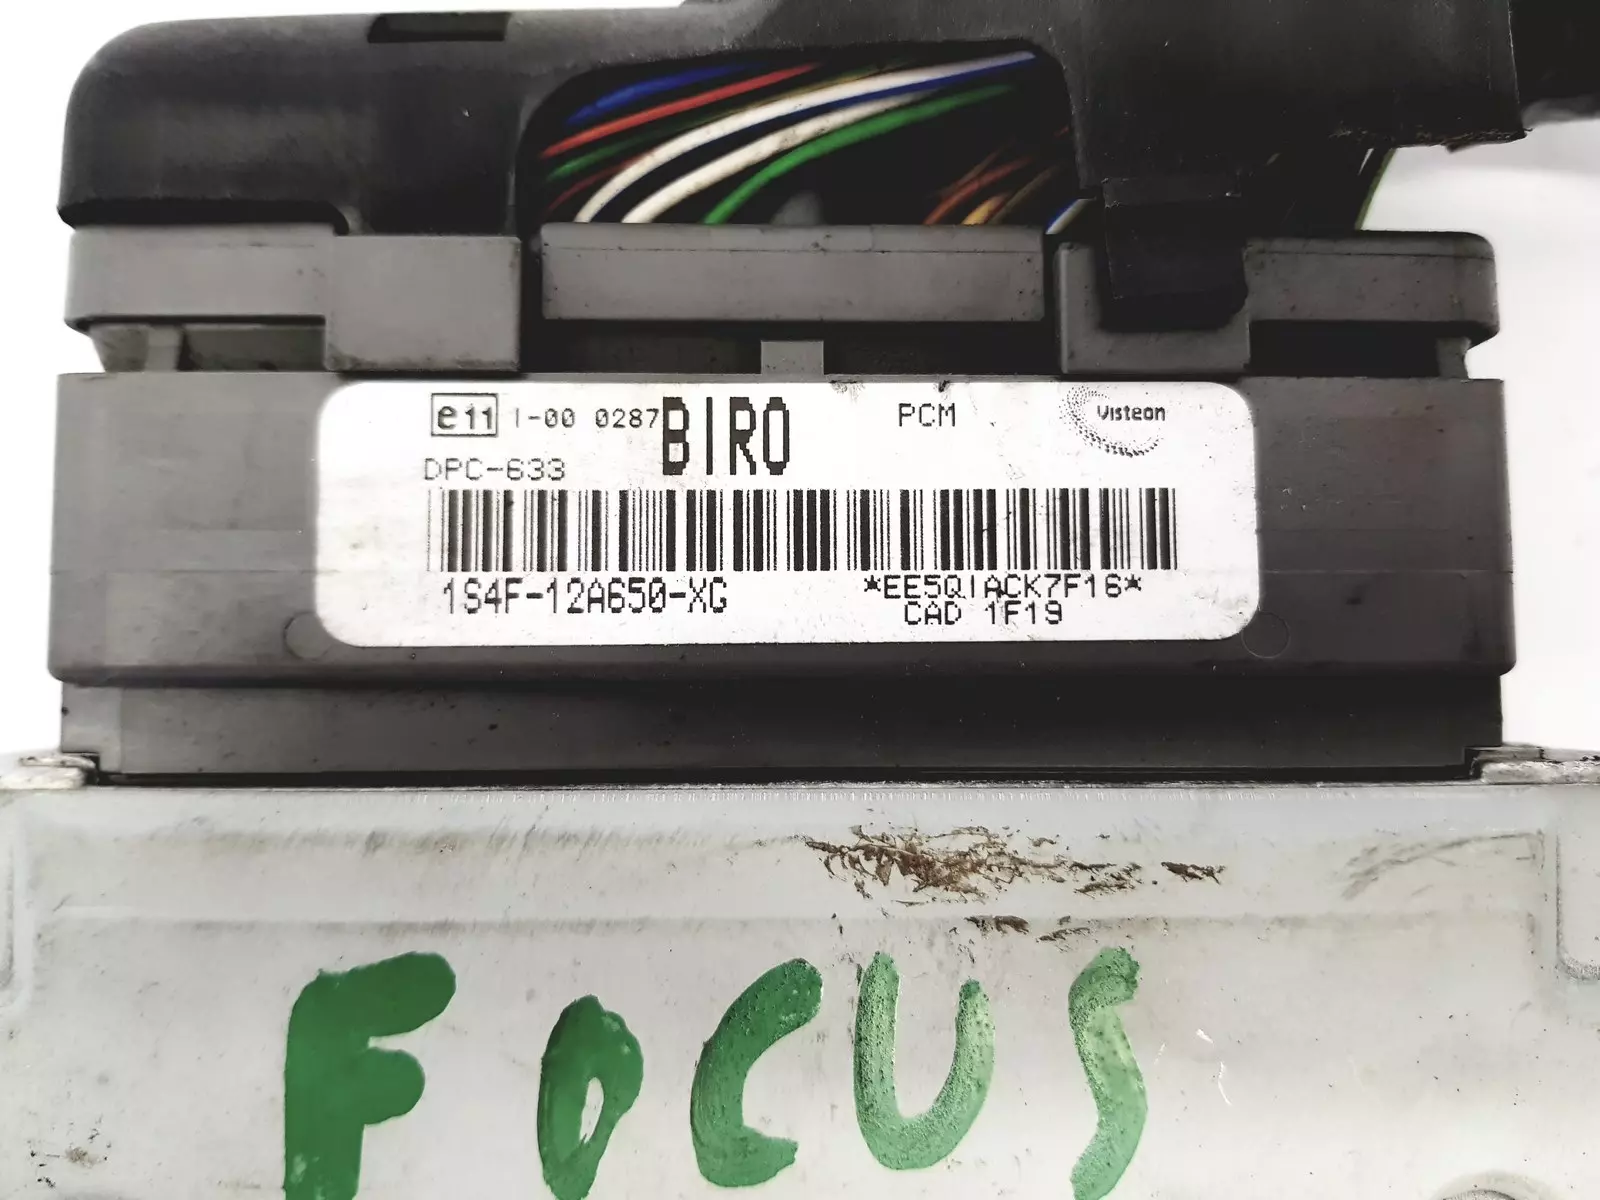 e11 I-00 0287 BIRO PCM Visteon
DPC-633
1S4F-12A650-XG *EE5QIACK7F16*
CAD 1F19
FOCUS